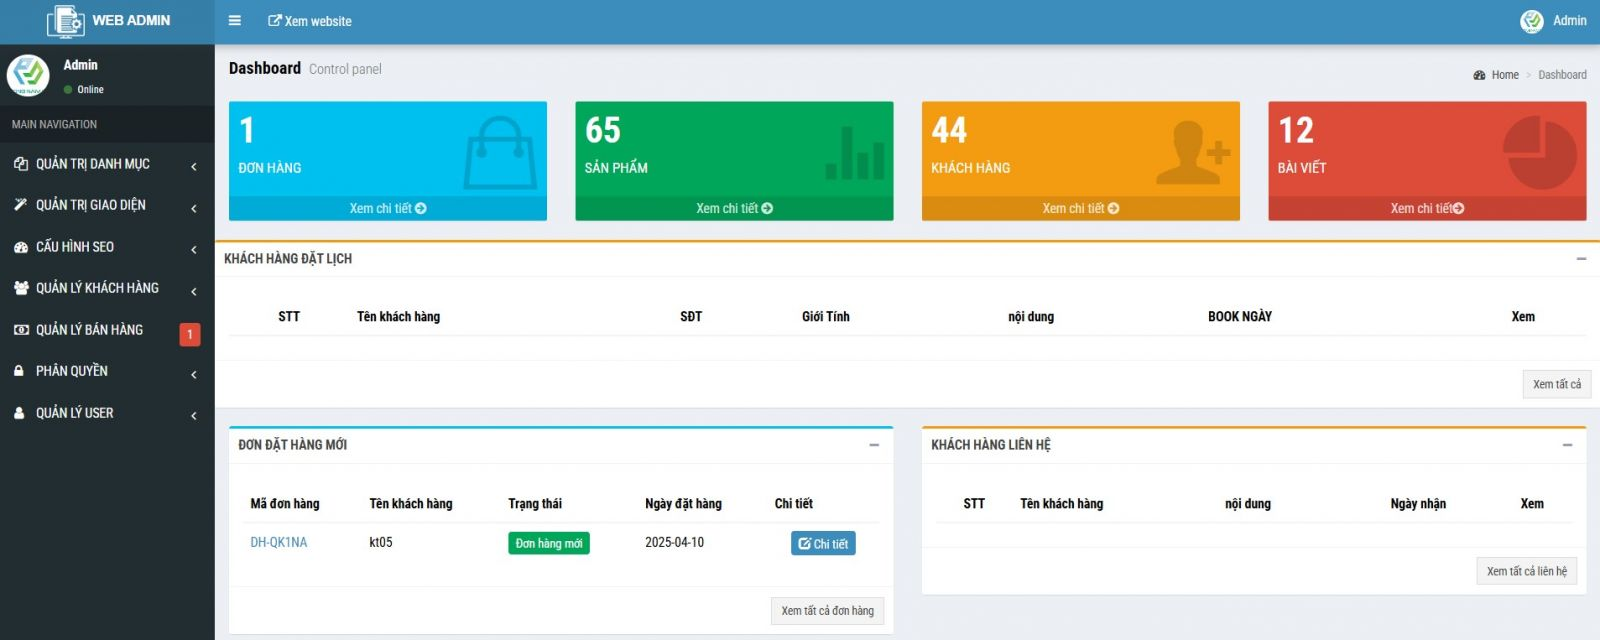 WEB ADMIN
Xem website
Admin
Admin
Online
MAIN NAVIGATION
QUẢN TRỊ DANH MỤC
QUẢN TRỊ GIAO DIỆN
CẤU HÌNH SEO
QUẢN LÝ KHÁCH HÀNG
QUẢN LÝ BÁN HÀNG 1
PHÂN QUYỀN
QUẢN LÝ USER
Dashboard Control panel
Home > Dashboard
1
ĐƠN HÀNG
Xem chi tiết
65
SẢN PHẨM
Xem chi tiết
44
KHÁCH HÀNG
Xem chi tiết
12
BÀI VIẾT
Xem chi tiết
KHÁCH HÀNG ĐẶT LỊCH
STT Tên khách hàng SĐT Giới Tính nội dung BOOK NGÀY Xem
Xem tất cả
ĐƠN ĐẶT HÀNG MỚI
Mã đơn hàng Tên khách hàng Trạng thái Ngày đặt hàng Chi tiết
DH-QK1NA kt05 Đơn hàng mới 2025-04-10 Chi tiết
Xem tất cả đơn hàng
KHÁCH HÀNG LIÊN HỆ
STT Tên khách hàng nội dung Ngày nhận Xem
Xem tất cả liên hệ